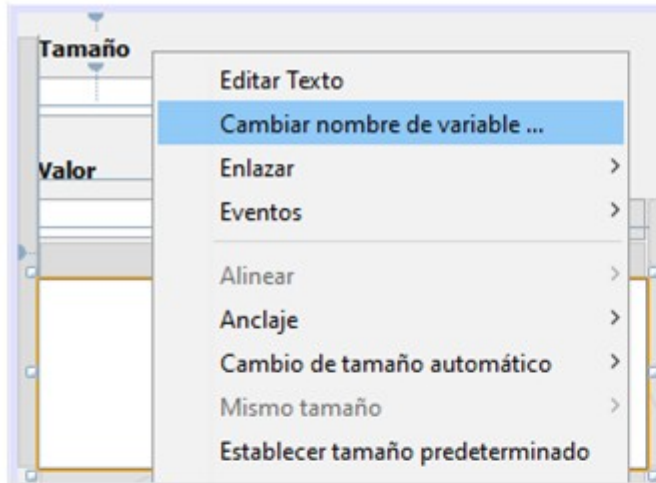 Tamaño
Editar Texto
Cambiar nombre de variable ...
Valor
Enlazar
Eventos
Alinear
Anclaje
Cambio de tamaño automático
Mismo tamaño
Establecer tamaño predeterminado